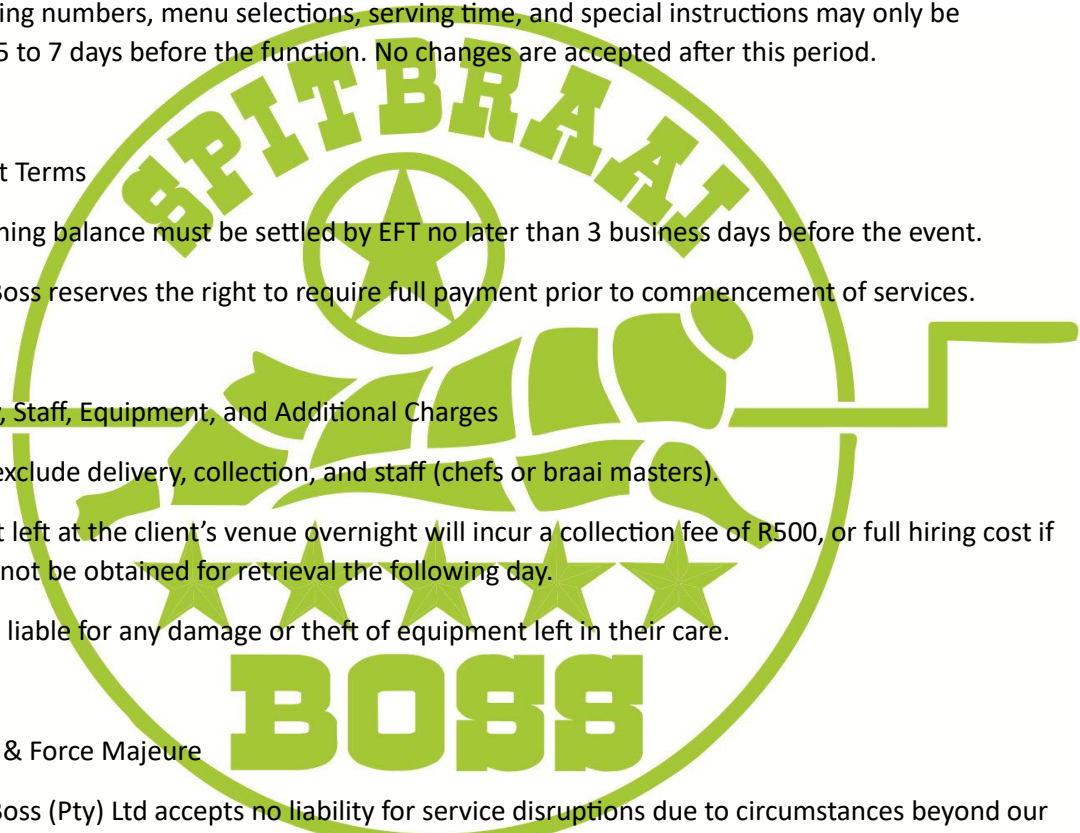 ing numbers, menu selections, serving time, and special instructions may only be
5 to 7 days before the function. No changes are accepted after this period.
SPITBRAAI
t Terms
ning balance must be settled by EFT no later than 3 business days before the event.
Boss reserves the right to require full payment prior to commencement of services.
, Staff, Equipment, and Additional Charges
exclude delivery, collection, and staff (chefs or braai masters).
t left at the client’s venue overnight will incur a collection fee of R500, or full hiring cost if
not be obtained for retrieval the following day.
liable for any damage or theft of equipment left in their care.
BOSS
& Force Majeure
Boss (Pty) Ltd accepts no liability for service disruptions due to circumstances beyond our